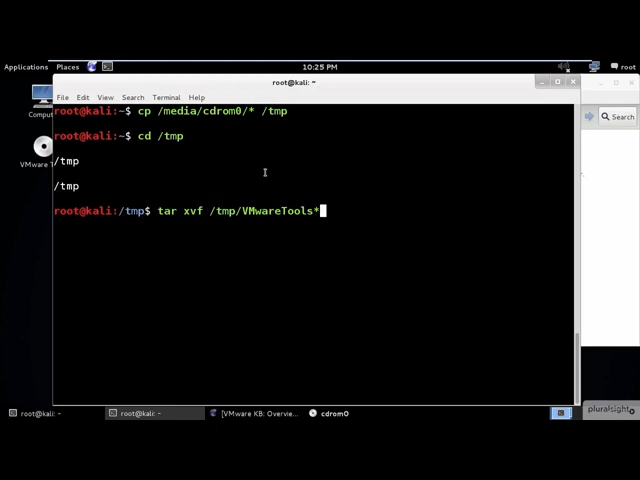 Applications Places 10:25 PM root
root@kali: ~
File Edit View Search Terminal Help
root@kali:~$ cp /media/cdrom0/* /tmp
root@kali:~$ cd /tmp
/tmp
/tmp
root@kali:/tmp$ tar xvf /tmp/VMwareTools*
Comput
VMware T
Search
root@kali: ~ root@kali: ~ [VMware KB: Overvie... cdrom0
pluralsight